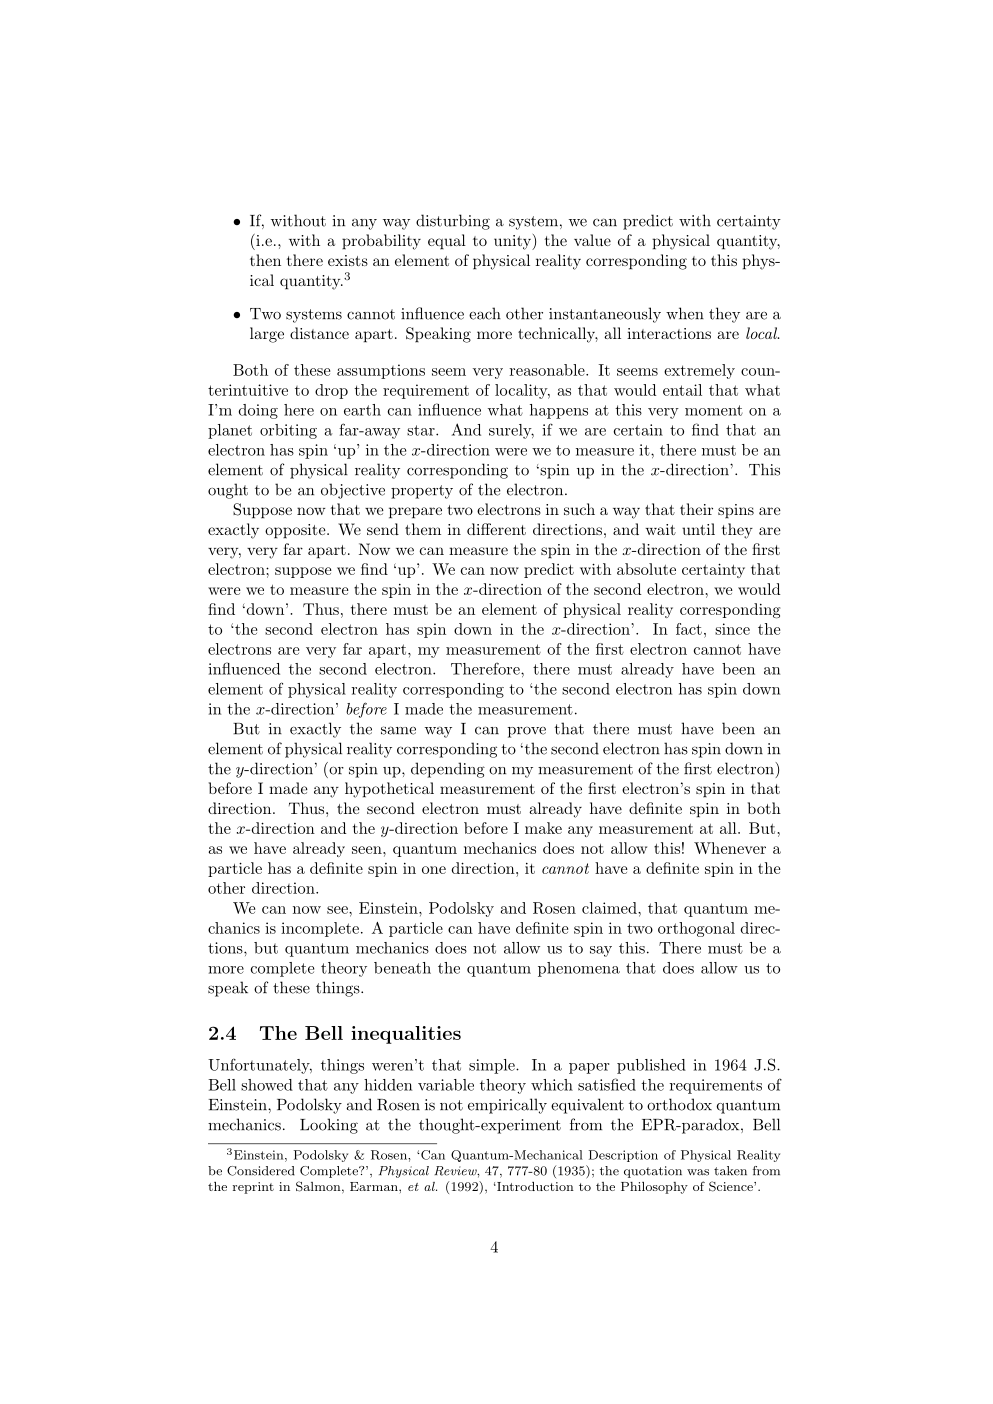 • If, without in any way disturbing a system, we can predict with certainty
(i.e., with a probability equal to unity) the value of a physical quantity,
then there exists an element of physical reality corresponding to this phys-
ical quantity.3
• Two systems cannot influence each other instantaneously when they are a
large distance apart. Speaking more technically, all interactions are local.
Both of these assumptions seem very reasonable. It seems extremely coun-
terintuitive to drop the requirement of locality, as that would entail that what
I'm doing here on earth can influence what happens at this very moment on a
planet orbiting a far-away star. And surely, if we are certain to find that an
electron has spin ‘up’ in the x-direction were we to measure it, there must be an
element of physical reality corresponding to ‘spin up in the x-direction’. This
ought to be an objective property of the electron.
Suppose now that we prepare two electrons in such a way that their spins are
exactly opposite. We send them in different directions, and wait until they are
very, very far apart. Now we can measure the spin in the x-direction of the first
electron; suppose we find ‘up’. We can now predict with absolute certainty that
were we to measure the spin in the x-direction of the second electron, we would
find ‘down’. Thus, there must be an element of physical reality corresponding
to ‘the second electron has spin down in the x-direction’. In fact, since the
electrons are very far apart, my measurement of the first electron cannot have
influenced the second electron. Therefore, there must already have been an
element of physical reality corresponding to ‘the second electron has spin down
in the x-direction’ before I made the measurement.
But in exactly the same way I can prove that there must have been an
element of physical reality corresponding to ‘the second electron has spin down in
the y-direction’ (or spin up, depending on my measurement of the first electron)
before I made any hypothetical measurement of the first electron's spin in that
direction. Thus, the second electron must already have definite spin in both
the x-direction and the y-direction before I make any measurement at all. But,
as we have already seen, quantum mechanics does not allow this! Whenever a
particle has a definite spin in one direction, it cannot have a definite spin in the
other direction.
We can now see, Einstein, Podolsky and Rosen claimed, that quantum me-
chanics is incomplete. A particle can have definite spin in two orthogonal direc-
tions, but quantum mechanics does not allow us to say this. There must be a
more complete theory beneath the quantum phenomena that does allow us to
speak of these things.
2.4 The Bell inequalities
Unfortunately, things weren't that simple. In a paper published in 1964 J.S.
Bell showed that any hidden variable theory which satisfied the requirements of
Einstein, Podolsky and Rosen is not empirically equivalent to orthodox quantum
mechanics. Looking at the thought-experiment from the EPR-paradox, Bell
3Einstein, Podolsky & Rosen, ‘Can Quantum-Mechanical Description of Physical Reality
be Considered Complete?’, Physical Review, 47, 777-80 (1935); the quotation was taken from
the reprint in Salmon, Earman, et al. (1992), ‘Introduction to the Philosophy of Science’.
4